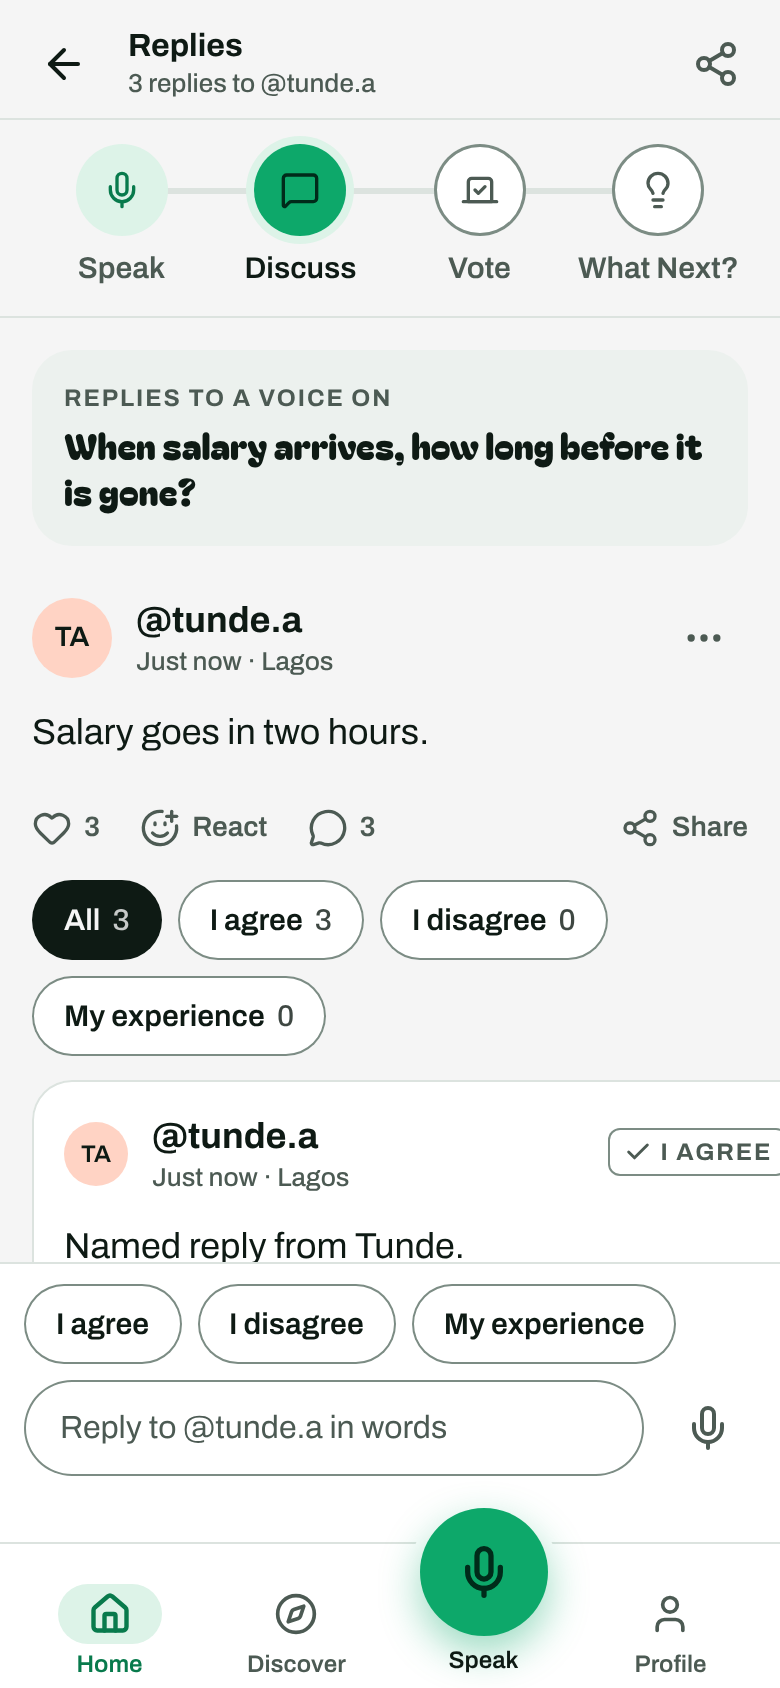 Replies
3 replies to @tunde.a
Speak
Discuss
Vote
What Next?
REPLIES TO A VOICE ON
When salary arrives, how long before it
is gone?
TA
@tunde.a
Just now · Lagos
Salary goes in two hours.
3
React
3
Share
All 3
I agree 3
I disagree 0
My experience 0
TA
@tunde.a
Just now · Lagos
I AGREE
Named reply from Tunde.
I agree
I disagree
My experience
Reply to @tunde.a in words
Home
Discover
Speak
Profile